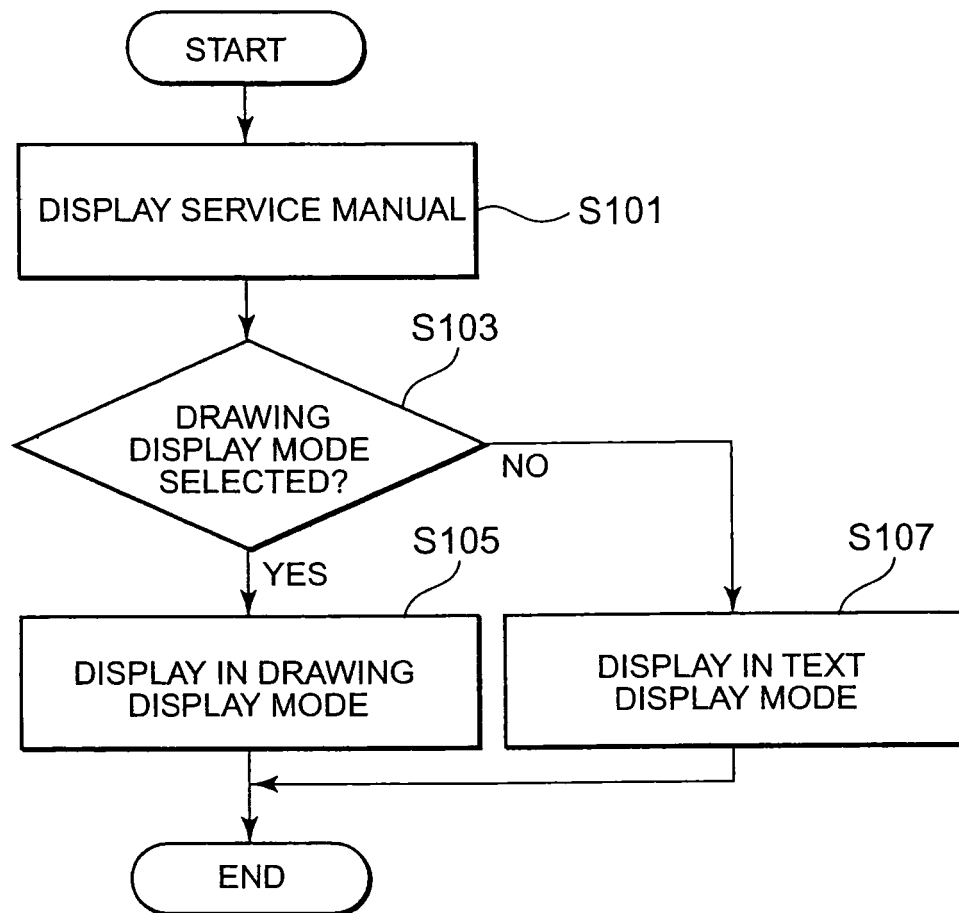 START
DISPLAY SERVICE MANUAL
S101
S103
DRAWING
DISPLAY MODE
SELECTED?
NO
YES
S105
S107
DISPLAY IN DRAWING
DISPLAY MODE
DISPLAY IN TEXT
DISPLAY MODE
END